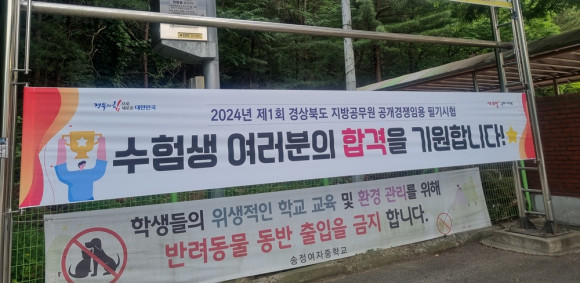 대한민국
2024년 제1회 경상북도 지방공무원 공개경쟁임용 필기시험
수험생 여러분의 합격을 기원합니다!
학생들의 위생적인 학교 교육 및 환경 관리를 위해
반려동물 동반 출입을 금지 합니다.
송정여자중학교